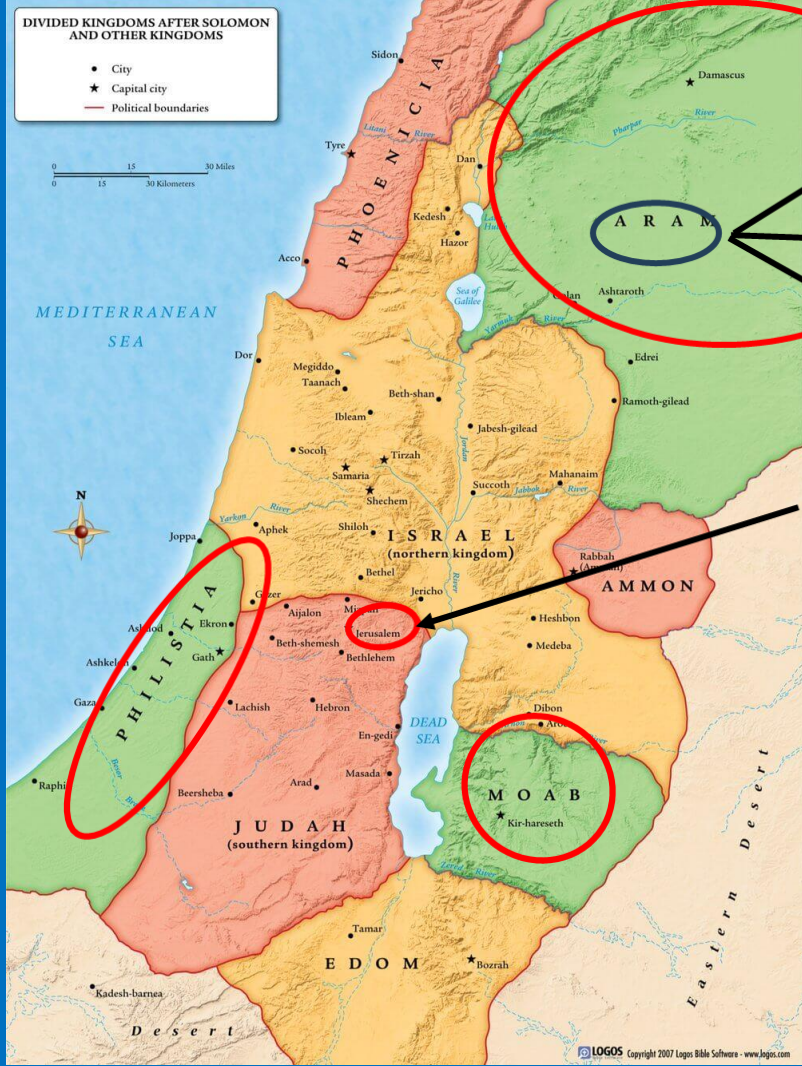 DIVIDED KINGDOMS AFTER SOLOMON
AND OTHER KINGDOMS
City
Capital city
Political boundaries
0 15 30 Miles
0 15 30 Kilometers
Sidon
Damascus
PHOENICIA
Litani River
Pharpar River
Tyre
Dan
Kedesh
Hazor
Lake
ARAM
Acco
Sea of
Galilee
Golan
Ashtaroth
Yarmuk River
MEDITERRANEAN
SEA
Dor
Edrei
Megiddo
Taanach
Beth-shan
Ramoth-gilead
Ibleam
Jabesh-gilead
Jordan
River
Socoh
Tirzah
Samaria
Mahanaim
Succoth
Jabbok River
Shechem
N
Yarkon River
Aphek
Joppa
Shiloh
ISRAEL
(northern kingdom)
Rabbah
AMMON
Bethel
Jericho
Gezer
Aijalon
Ekron
Ashdod
Jerusalem
Heshbon
Beth-shemesh
Bethlehem
Medeba
Gath
Ashkelon
PHILISTIA
Gaza
Lachish
Hebron
Dibon
DEAD
SEA
River
En-gedi
Besor
Masada
Arad
Beersheba
MOAB
Kir-hareseth
JUDAH
(southern kingdom)
Zered River
Tamar
EDOM
Bozrah
Kadesh-barnea
Desert
Eastern Desert
LOGOS Copyright 2007 Logos Bible Software - www.logos.com